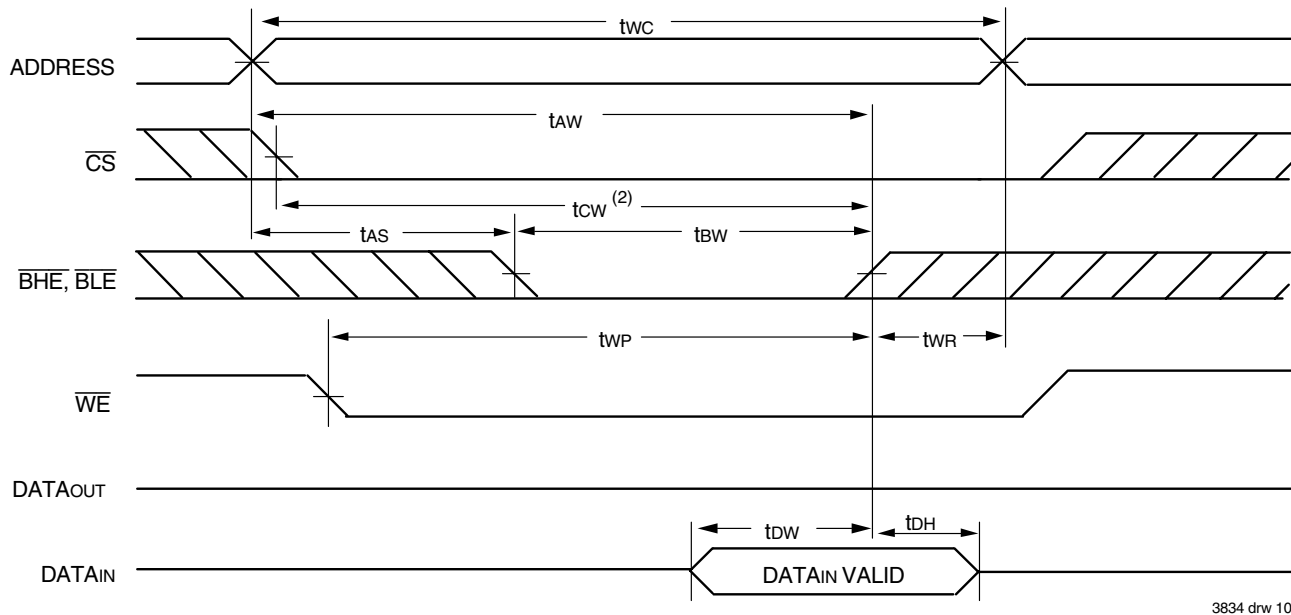 tWC
ADDRESS
tAW
CS
tCW (2)
tAS
tBW
BHE, BLE
tWP
tWR
WE
DATAOUT
tDW
tDH
DATAIN
DATAIN VALID
3834 drw 10